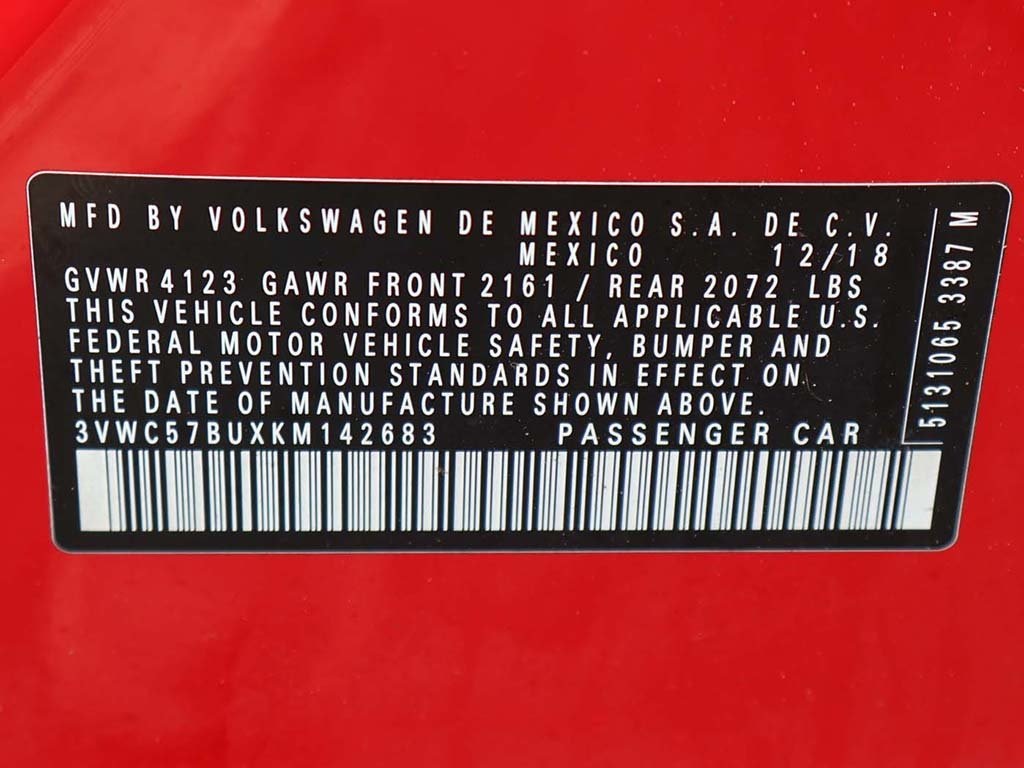 MFD BY VOLKSWAGEN DE MEXICO S.A. DE C.V.
MEXICO 12/18
GVWR 4123 GAWR FRONT 2161 / REAR 2072 LBS
THIS VEHICLE CONFORMS TO ALL APPLICABLE U.S.
FEDERAL MOTOR VEHICLE SAFETY, BUMPER AND
THEFT PREVENTION STANDARDS IN EFFECT ON
THE DATE OF MANUFACTURE SHOWN ABOVE.
3VWC57BUXKM142683 PASSENGER CAR
5131065 3387 M